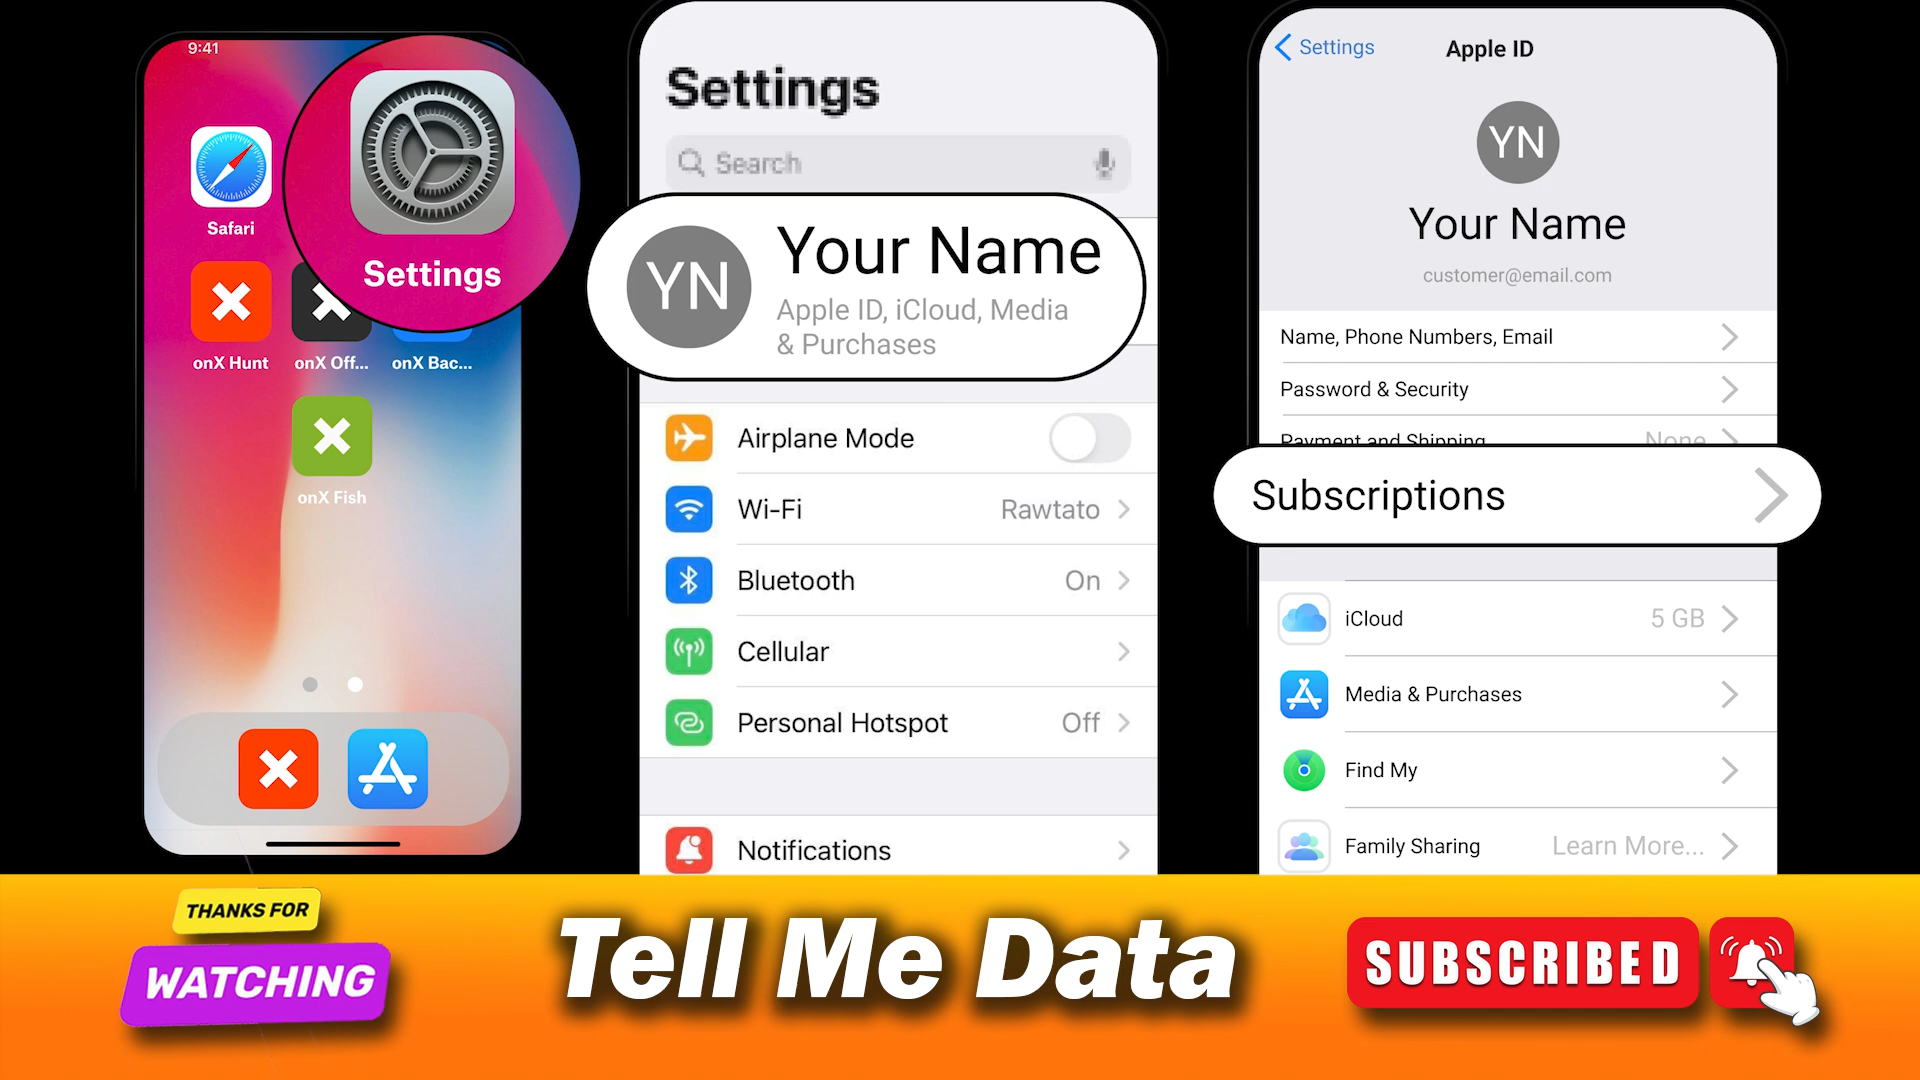 9:41
Safari
Settings
onX Hunt
onX Off...
onX Bac...
onX Fish
Settings
Search
YN
Your Name
Apple ID, iCloud, Media
& Purchases
Airplane Mode
Wi-Fi
Rawtato
Bluetooth
On
Cellular
Personal Hotspot
Off
Notifications
Settings
Apple ID
YN
Your Name
customer@email.com
Name, Phone Numbers, Email
Password & Security
Payment and Shipping
None
Subscriptions
iCloud
5 GB
Media & Purchases
Find My
Family Sharing
Learn More...
THANKS FOR
WATCHING
Tell Me Data
SUBSCRIBED